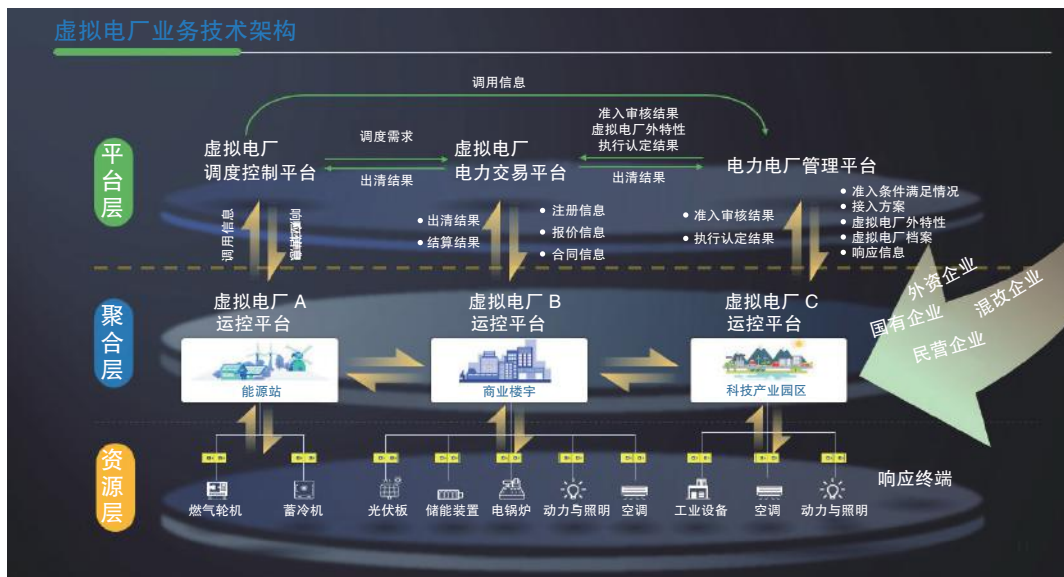 虚拟电厂业务技术架构
调用信息
准入审核结果
虚拟电厂外特性
执行认定结果
调度需求
平台层
虚拟电厂
调度控制平台
虚拟电厂
电力交易平台
电力电厂管理平台
出清结果
出清结果
调用信息
• 出清结果
• 结算结果
• 注册信息
• 报价信息
• 合同信息
• 准入审核结果
• 执行认定结果
• 准入条件满足情况
• 接入方案
• 虚拟电厂外特性
• 虚拟电厂档案
• 响应信息
外资企业
混改企业
国有企业
民营企业
聚合层
虚拟电厂 A
运控平台
虚拟电厂 B
运控平台
虚拟电厂 C
运控平台
能源站
商业楼宇
科技产业园区
资源层
响应终端
燃气轮机
蓄冷机
光伏板
储能装置
电锅炉
动力与照明
空调
工业设备
空调
动力与照明